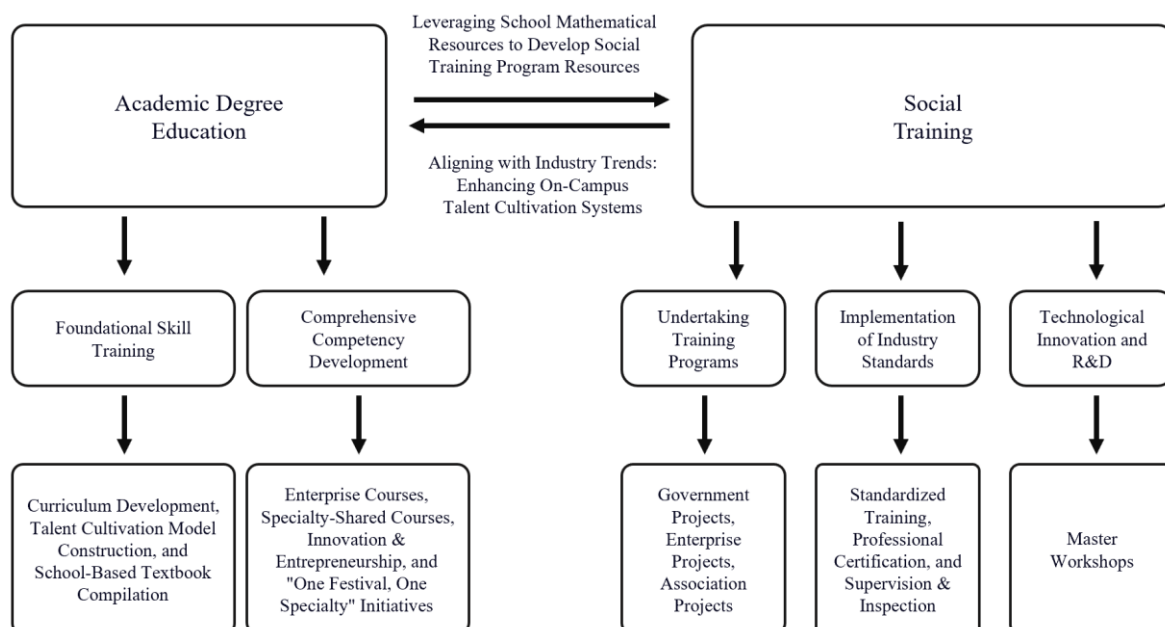 Leveraging School Mathematical
Resources to Develop Social
Training Program Resources
Academic Degree
Education
Social
Training
Aligning with Industry Trends:
Enhancing On-Campus
Talent Cultivation Systems
Foundational Skill
Training
Comprehensive
Competency
Development
Undertaking
Training
Programs
Implementation
of Industry
Standards
Technological
Innovation and
R&D
Curriculum Development,
Talent Cultivation Model
Construction, and
School-Based Textbook
Compilation
Enterprise Courses,
Specialty-Shared Courses,
Innovation &
Entrepreneurship, and
"One Festival, One
Specialty" Initiatives
Government
Projects,
Enterprise
Projects,
Association
Projects
Standardized
Training,
Professional
Certification, and
Supervision &
Inspection
Master
Workshops